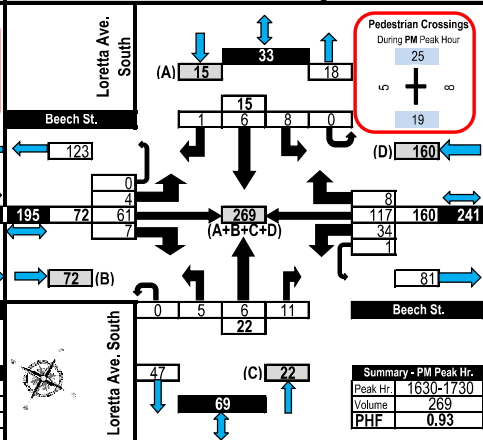 Loretta Ave.
South
(A) 15 33 18
Pedestrian Crossings
During PM Peak Hour
25
5 8
19
Beech St.
15
1 6 8 0
123
(D) 160
0
4
195 72 61
7
269
(A+B+C+D)
8
117 160 241
34
1
72 (B)
81
0 5 6 11
22
Beech St.
Loretta Ave. South
47
(C) 22
69
Summary - PM Peak Hr.
Peak Hr. 1630-1730
Volume 269
PHF 0.93